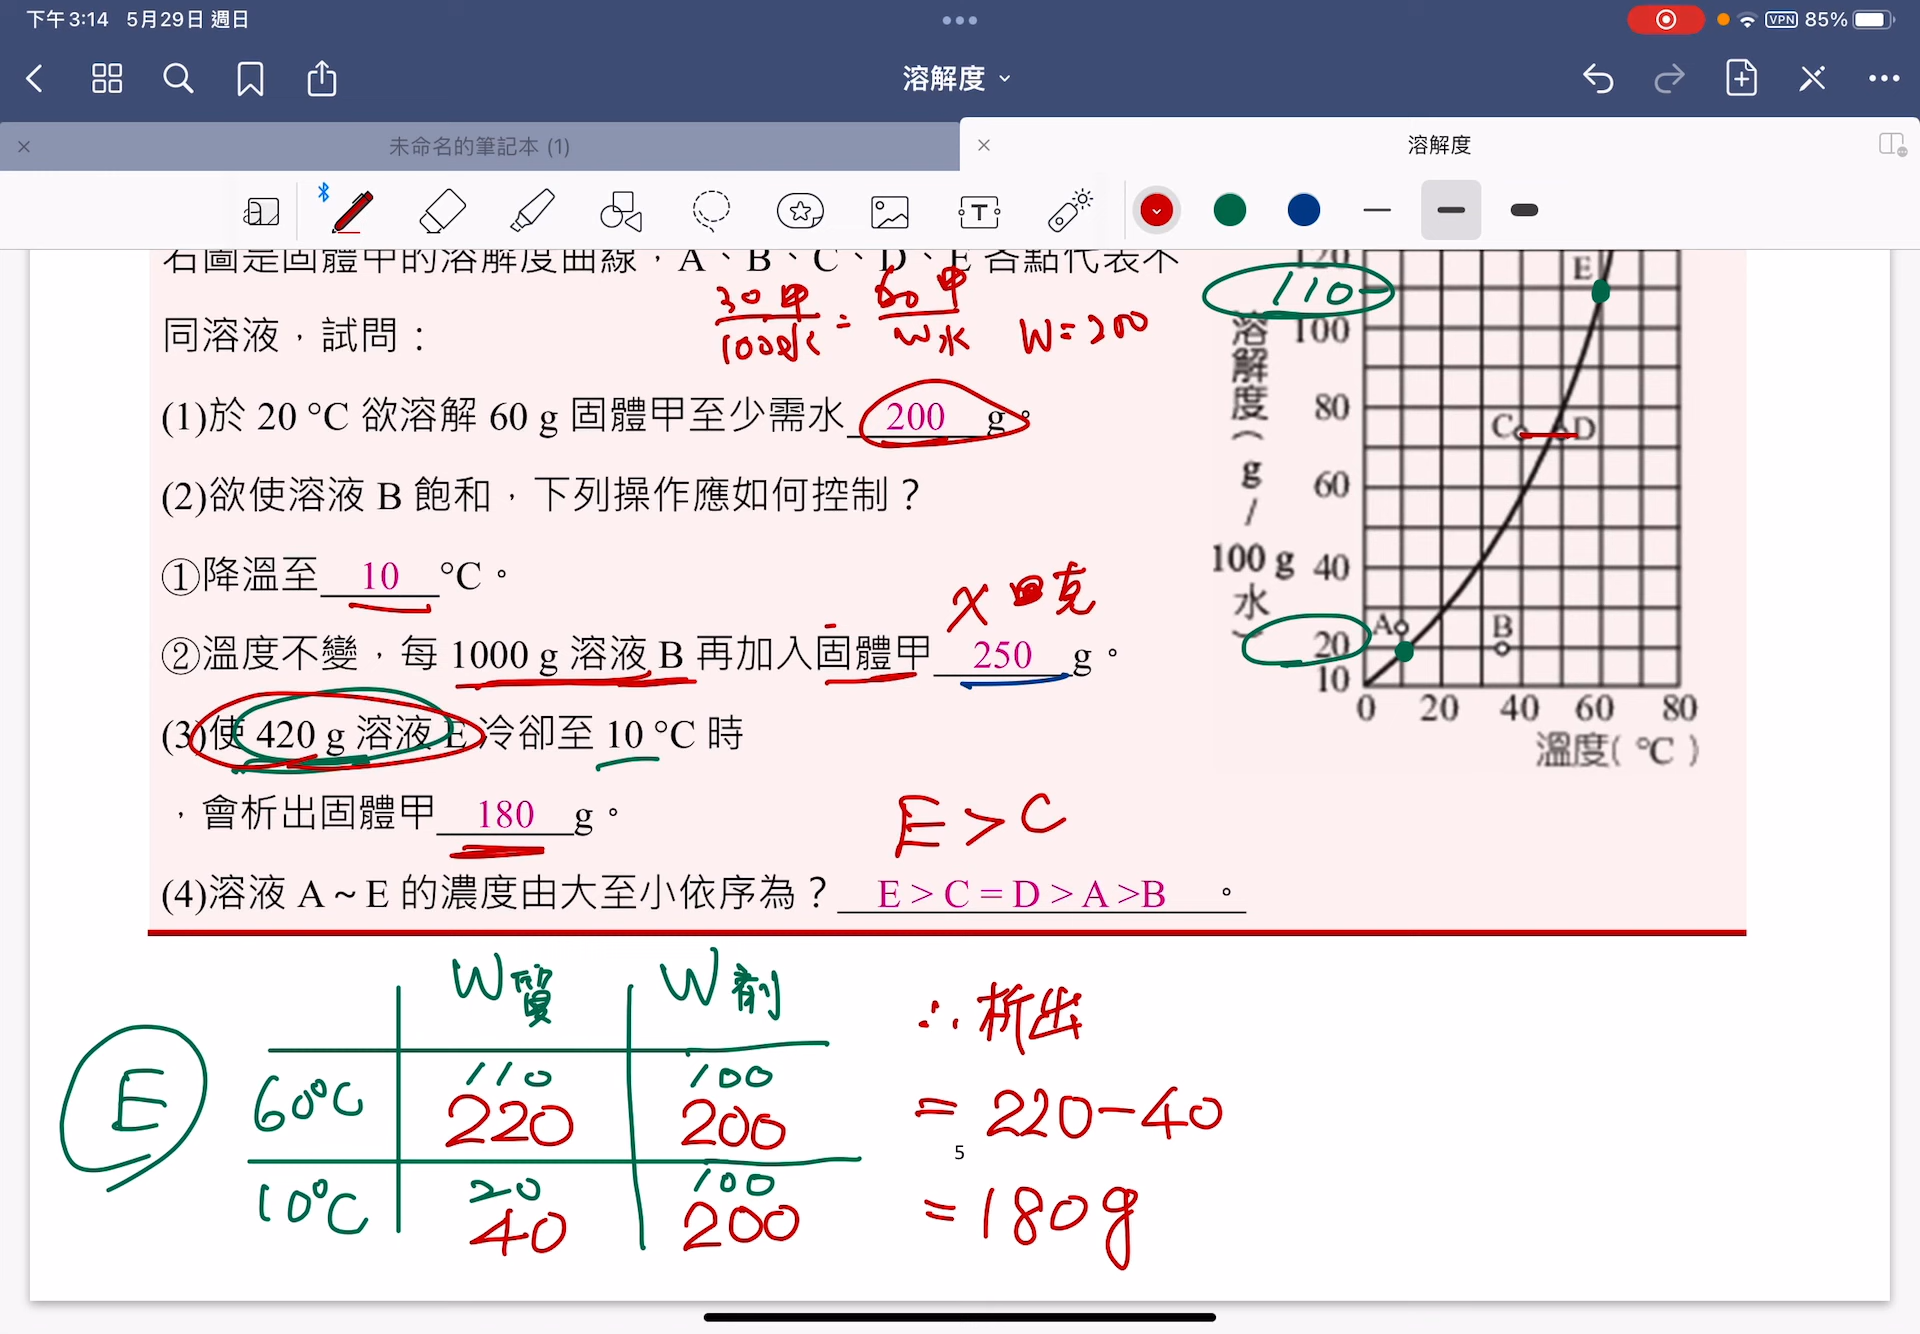 下午3:14 5月29日 週日
VPN 85%
溶解度
未命名的筆記本 (1)
溶解度
右圖是固體甲的溶解度曲線，A、B、C、D、E 各點代表不
30甲 / 100水 = 60甲 / W水 W=200
同溶液，試問：
(1)於 20 °C 欲溶解 60 g 固體甲至少需水 200 g。
(2)欲使溶液 B 飽和，下列操作應如何控制？
①降溫至 10 °C。
X 克
②溫度不變，每 1000 g 溶液 B 再加入固體甲 250 g。
(3)使 420 g 溶液 E 冷卻至 10 °C 時
，會析出固體甲 180 g。
E > C
(4)溶液 A ~ E 的濃度由大至小依序為？ E > C = D > A >B 。
溶解度(g/100 g水)
120
110
100
80
60
40
20
10
0 20 40 60 80
溫度( °C )
E
C D
A B
W質 W劑
E
60°C 110 100
220 200
10°C 20 100
40 200
∴析出
= 220-40
5
= 180g